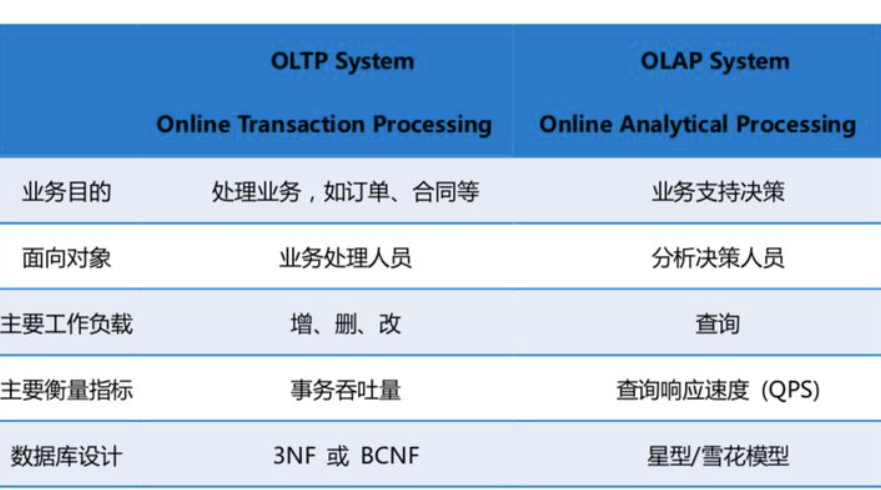 OLTP System OLAP System
Online Transaction Processing Online Analytical Processing
业务目的 处理业务，如订单、合同等 业务支持决策
面向对象 业务处理人员 分析决策人员
主要工作负载 增、删、改 查询
主要衡量指标 事务吞吐量 查询响应速度 (QPS)
数据库设计 3NF 或 BCNF 星型/雪花模型